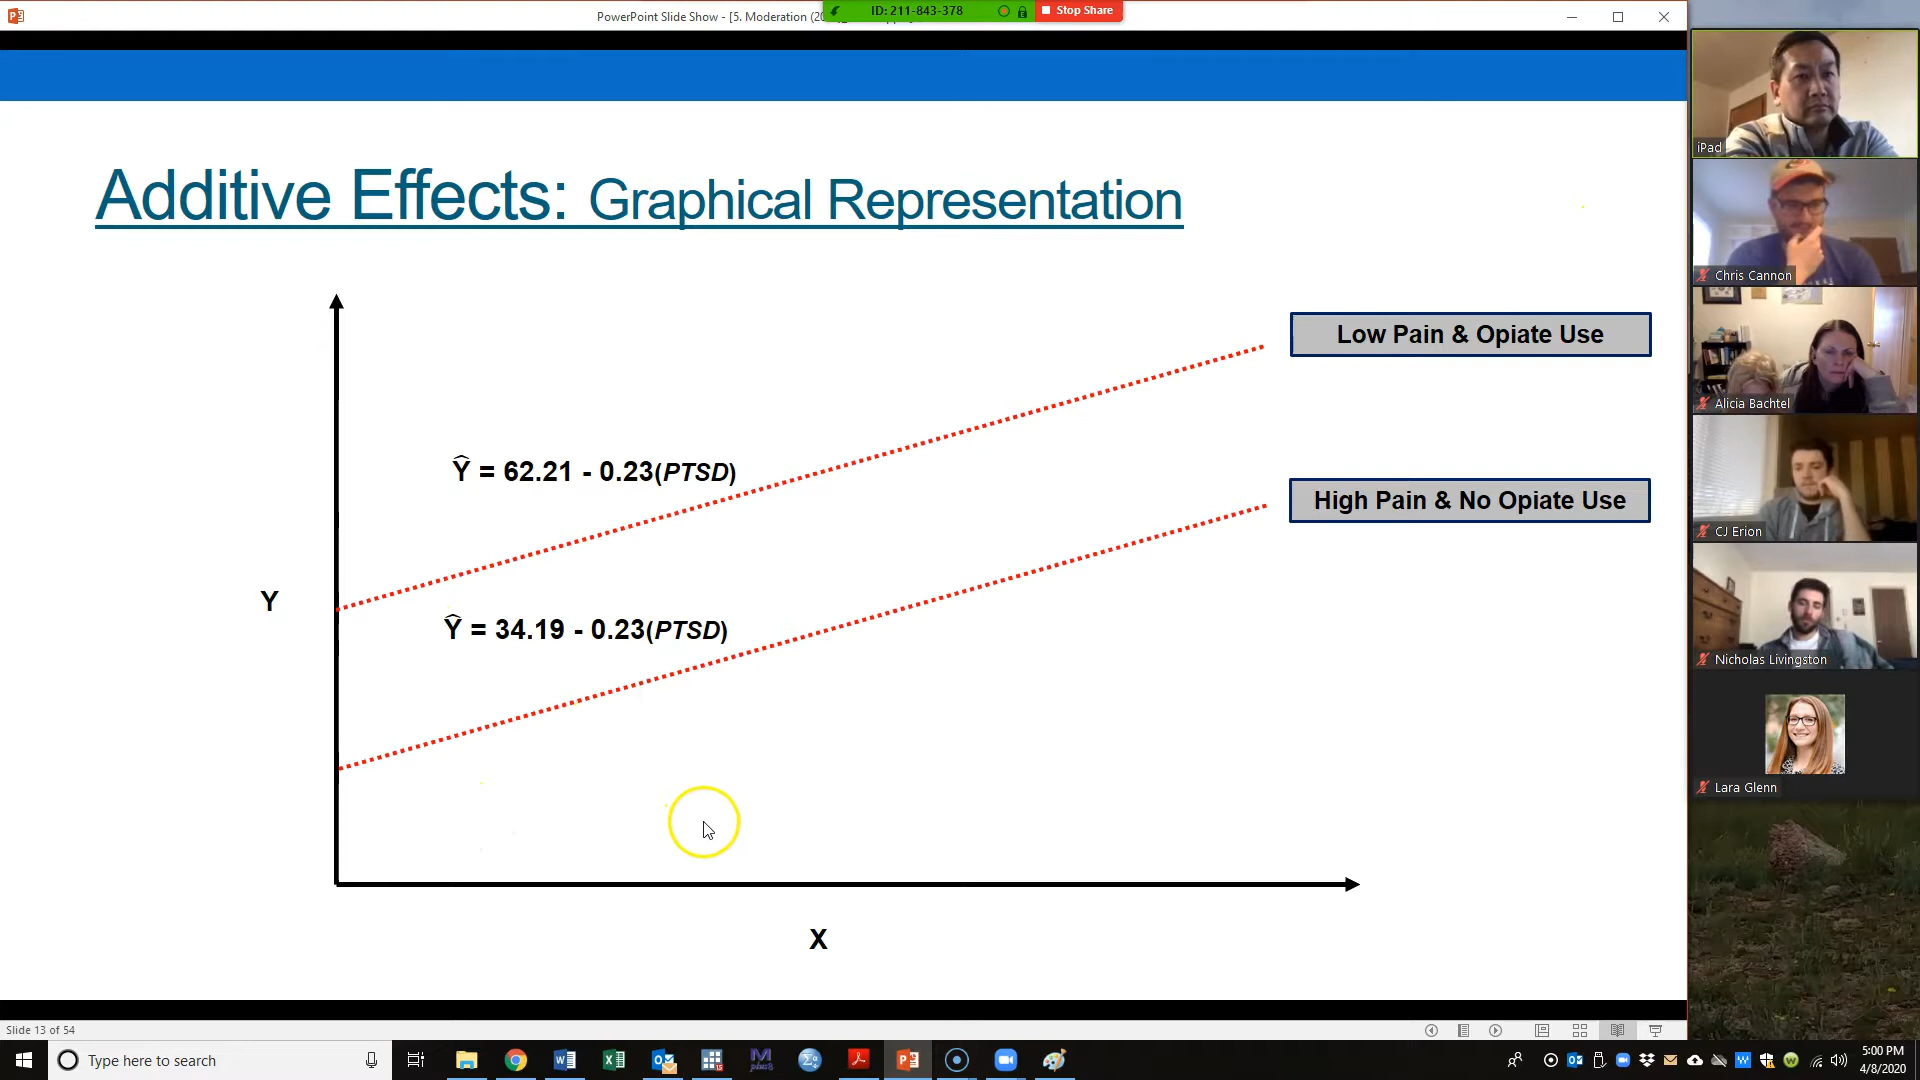 PowerPoint Slide Show - [5. Moderation (20
ID: 211-843-378
Stop Share
Additive Effects: Graphical Representation
Low Pain & Opiate Use
Ŷ = 62.21 - 0.23(PTSD)
High Pain & No Opiate Use
Y
Ŷ = 34.19 - 0.23(PTSD)
X
iPad
Chris Cannon
Alicia Bachtel
CJ Erion
Nicholas Livingston
Lara Glenn
Slide 13 of 54
Type here to search
5:00 PM
4/8/2020